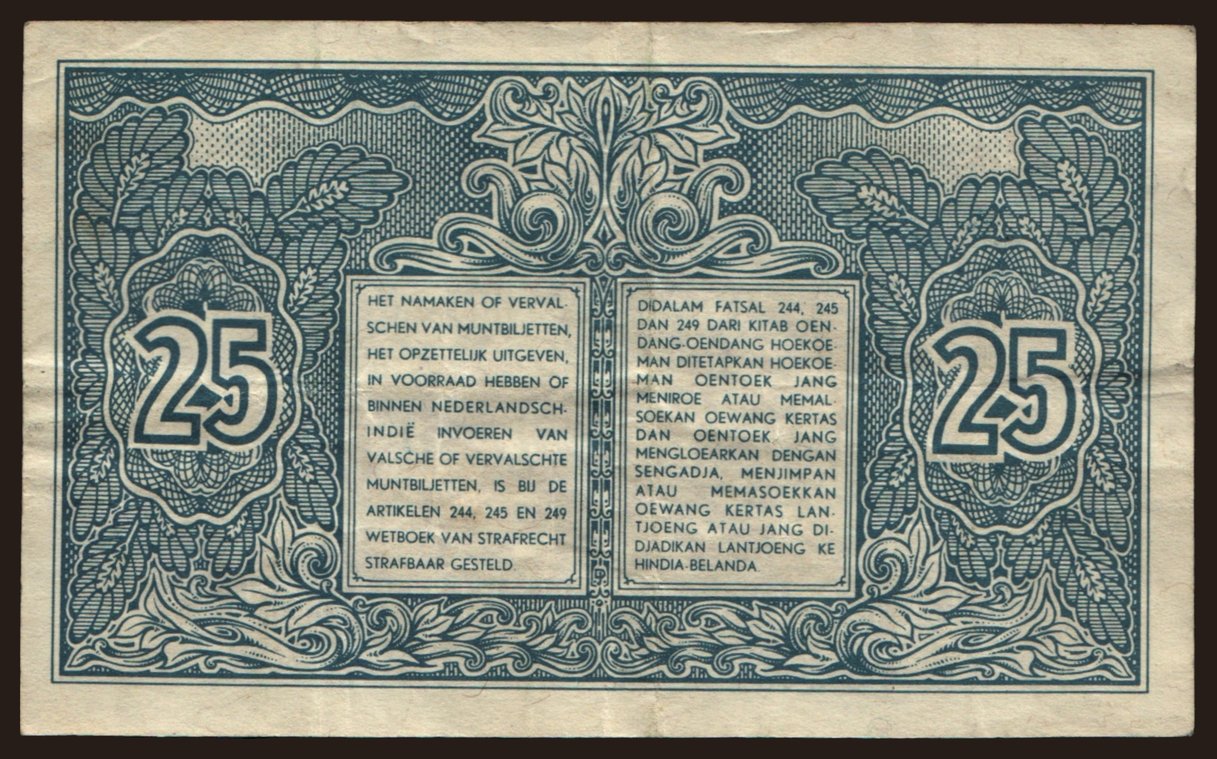 25
HET NAMAKEN OF VERVAL-
SCHEN VAN MUNTBILJETTEN,
HET OPZETTELIJK UITGEVEN,
IN VOORRAAD HEBBEN OF
BINNEN NEDERLANDSCH-
INDIË INVOEREN VAN
VALSCHE OF VERVALSCHTE
MUNTBILJETTEN, IS BIJ DE
ARTIKELEN 244, 245 EN 249
WETBOEK VAN STRAFRECHT
STRAFBAAR GESTELD.
DIDALAM FATSAL 244, 245
DAN 249 DARI KITAB OEN-
DANG-OENDANG HOEKOE-
MAN DITETAPKAN HOEKOE-
MAN OENTOEK JANG
MENIROE ATAU MEMAL-
SOEKAN OEWANG KERTAS
DAN OENTOEK JANG
MENGLOEARKAN DENGAN
SENGADJA, MENJIMPAN
ATAU MEMASOEKKAN
OEWANG KERTAS LAN-
TJOENG ATAU JANG DI-
DJADIKAN LANTJOENG KE
HINDIA-BELANDA.
25